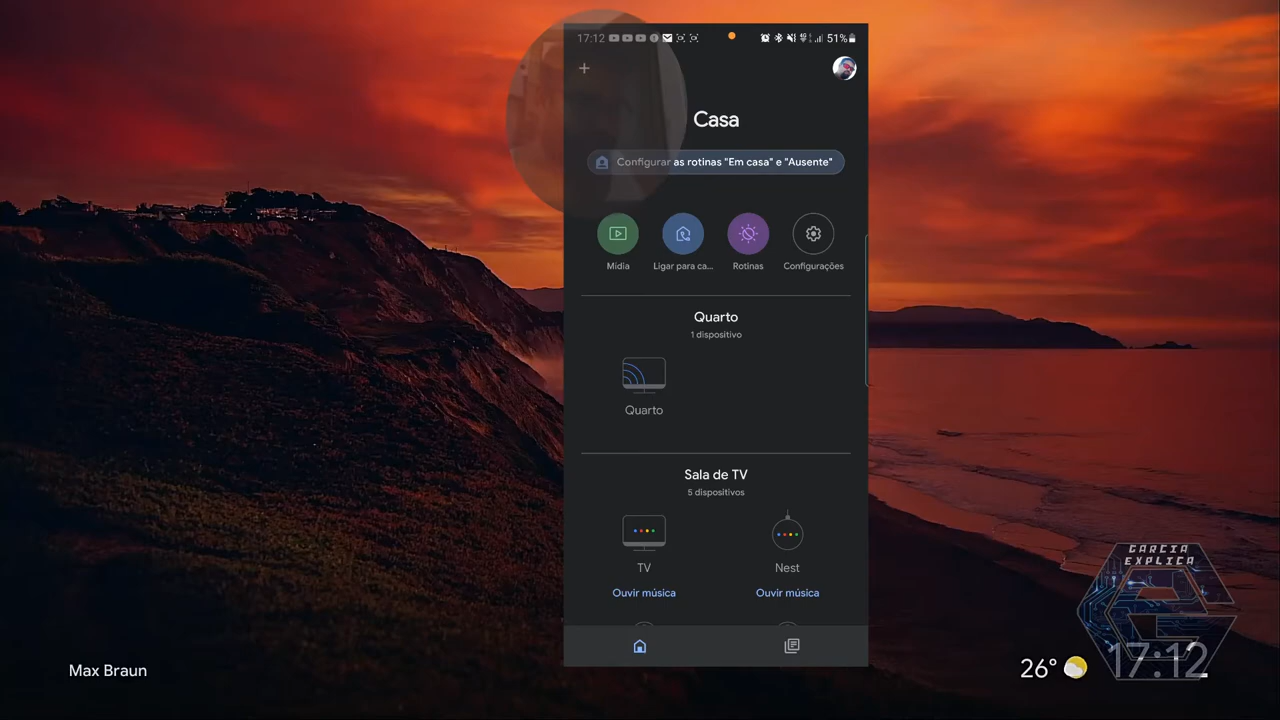 17:12
51%
Casa
Configurar as rotinas "Em casa" e "Ausente"
Mídia
Ligar para ca...
Rotinas
Configurações
Quarto
1 dispositivo
Quarto
Sala de TV
5 dispositivos
TV
Nest
Ouvir música
Ouvir música
GARCIA
EXPLICA
Max Braun
26°
17:12